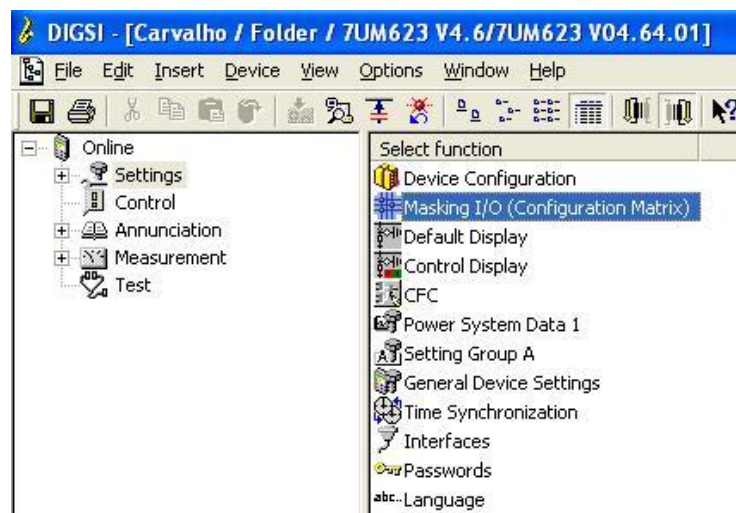 DIGSI - [Carvalho / Folder / 7UM623 V4.6/7UM623 V04.64.01]
File Edit Insert Device View Options Window Help
Online
Settings
Control
Annunciation
Measurement
Test
Select function
Device Configuration
Masking I/O (Configuration Matrix)
Default Display
Control Display
CFC
Power System Data 1
Setting Group A
General Device Settings
Time Synchronization
Interfaces
Passwords
abc.. Language